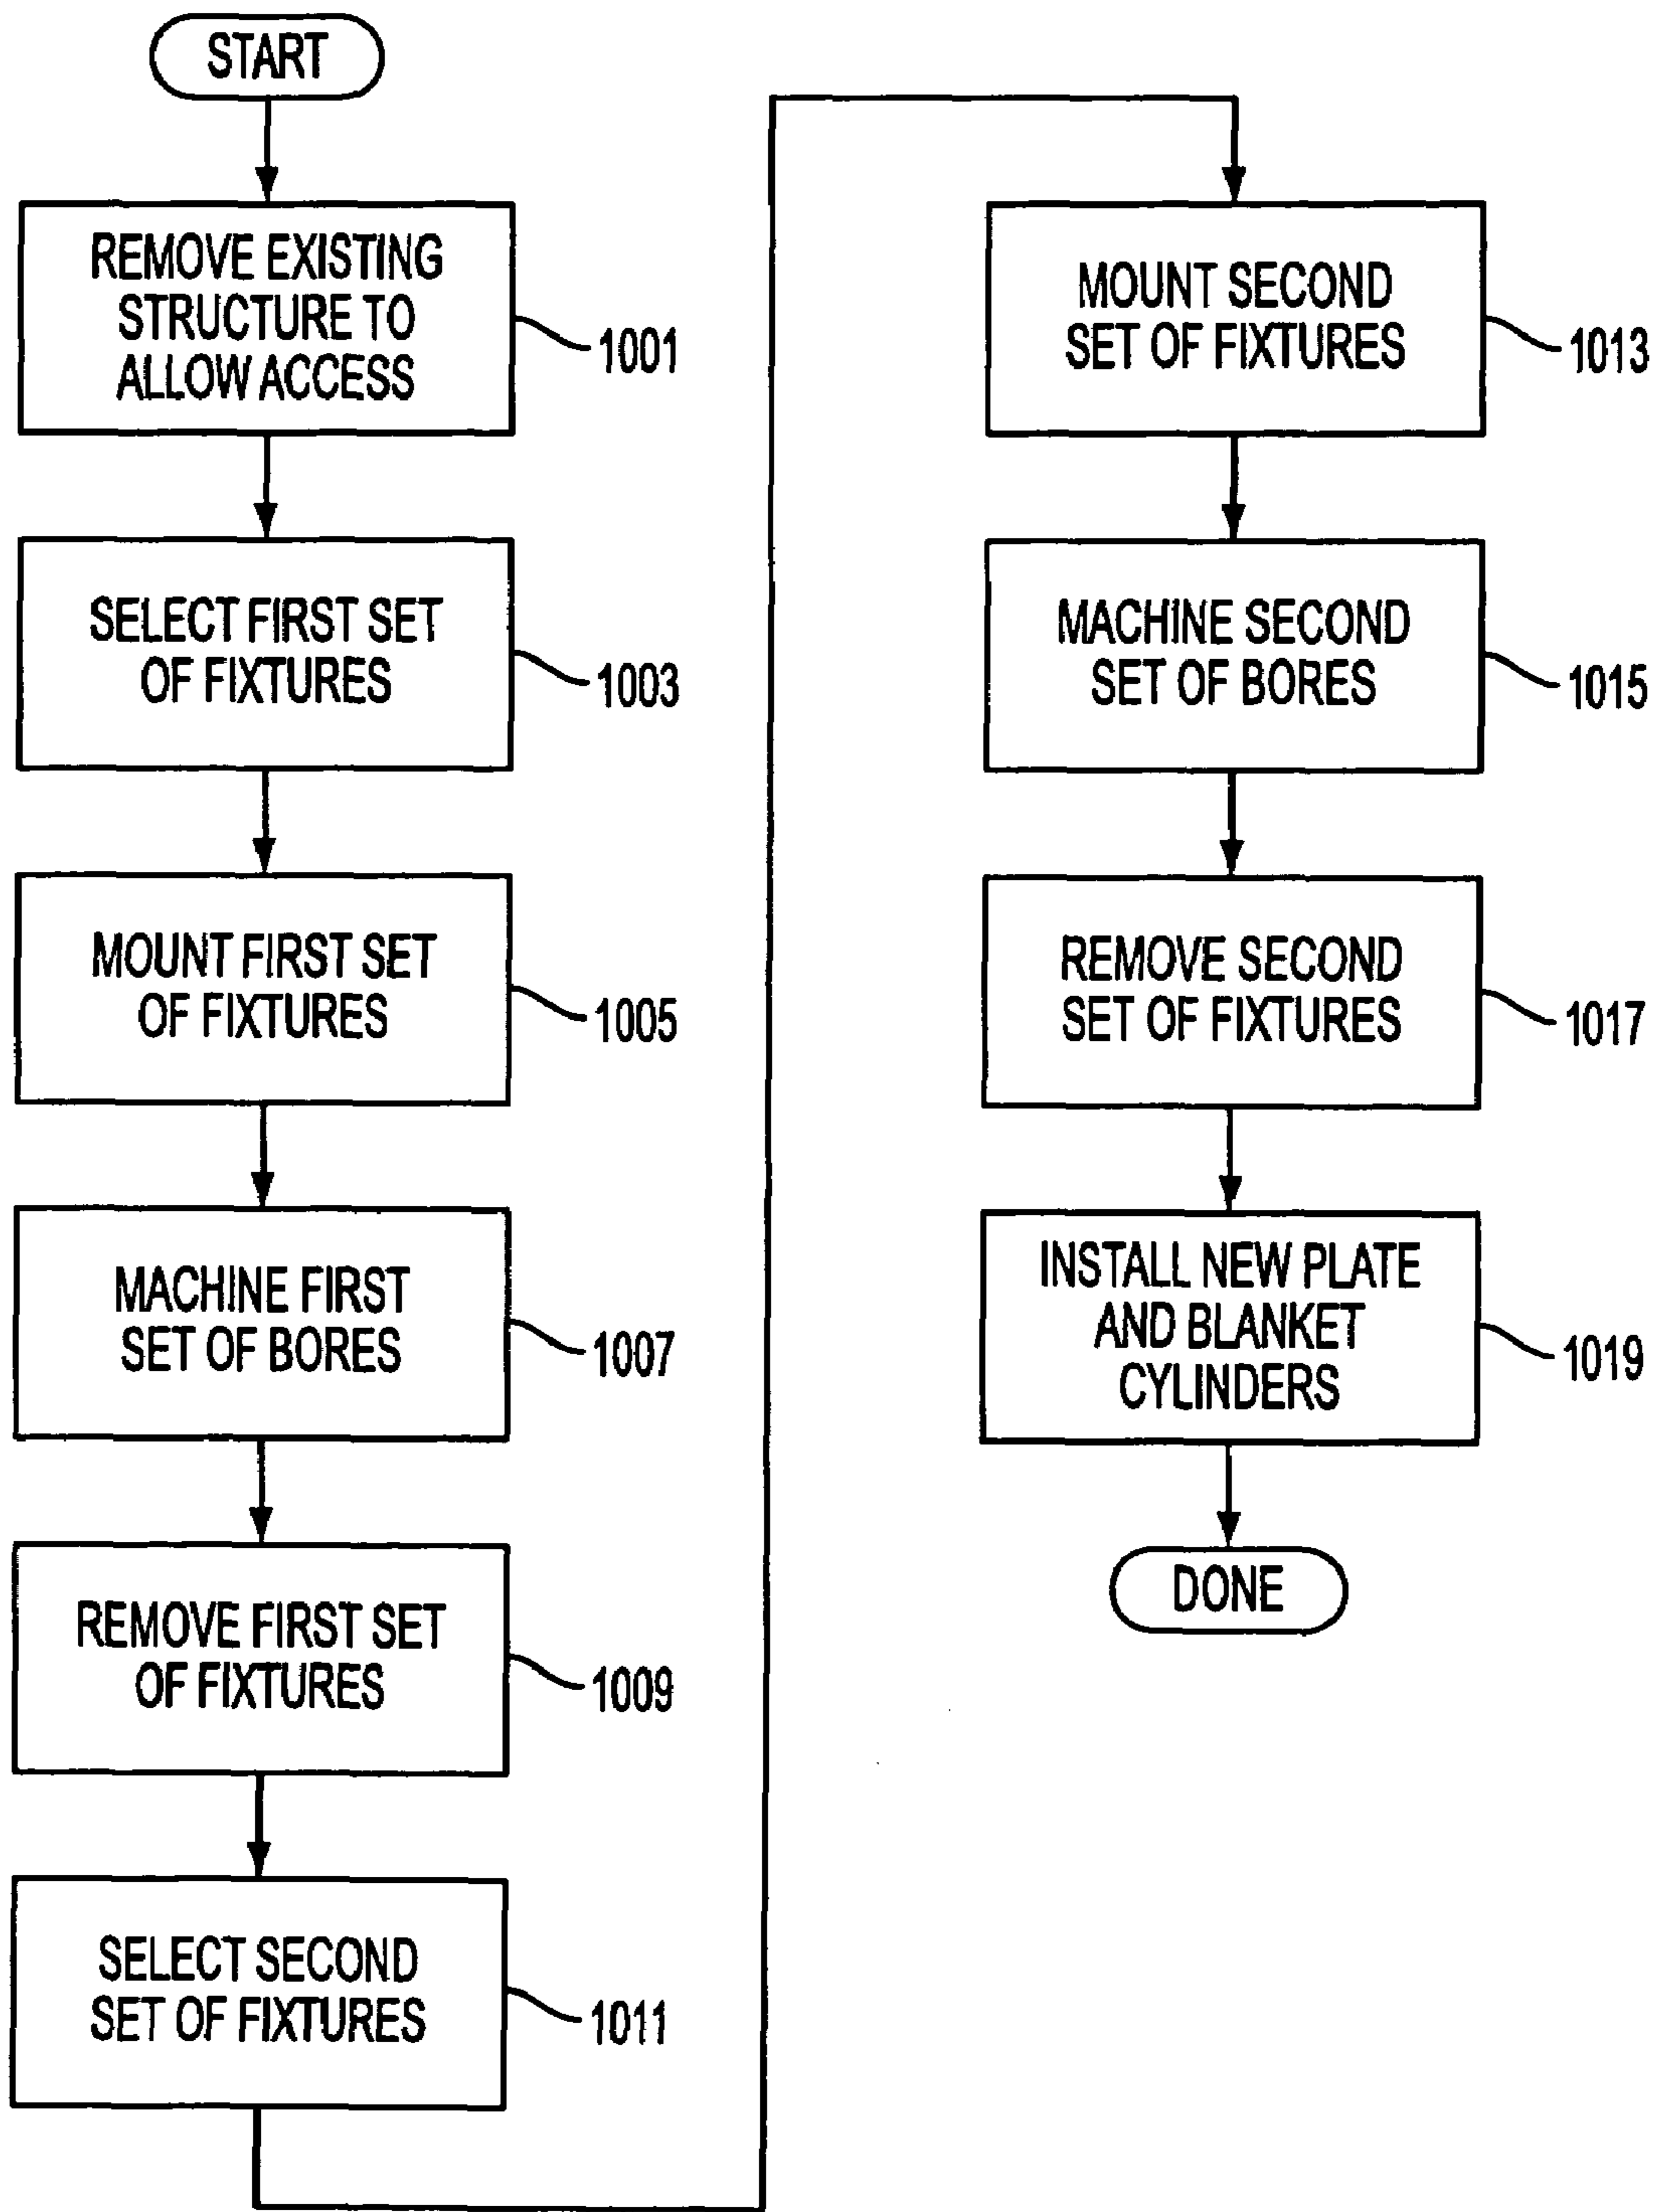 START
REMOVE EXISTING
STRUCTURE TO
ALLOW ACCESS
1001
SELECT FIRST SET
OF FIXTURES
1003
MOUNT FIRST SET
OF FIXTURES
1005
MACHINE FIRST
SET OF BORES
1007
REMOVE FIRST SET
OF FIXTURES
1009
SELECT SECOND
SET OF FIXTURES
1011
MOUNT SECOND
SET OF FIXTURES
1013
MACHINE SECOND
SET OF BORES
1015
REMOVE SECOND
SET OF FIXTURES
1017
INSTALL NEW PLATE
AND BLANKET
CYLINDERS
1019
DONE